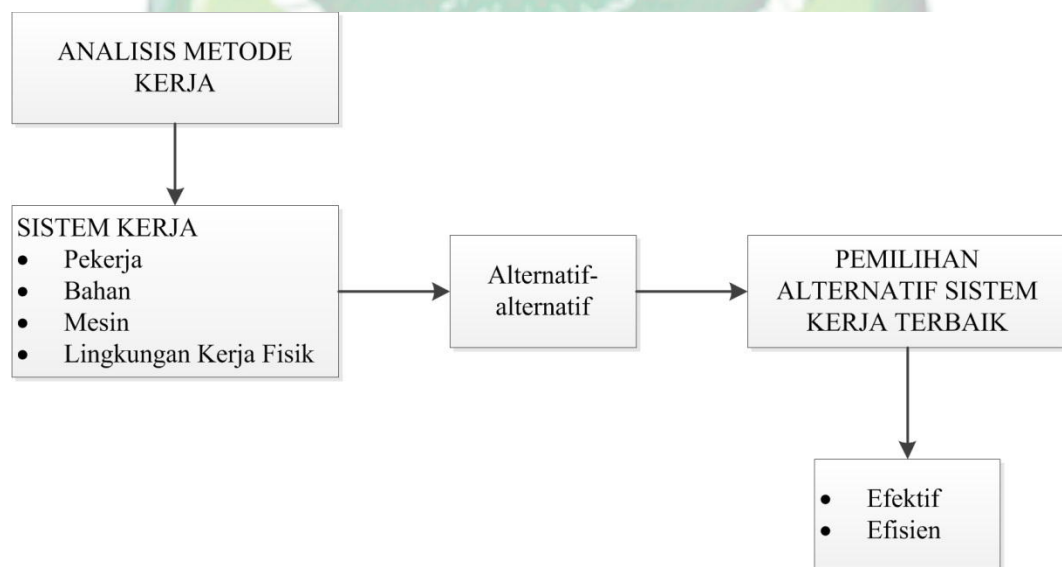 ANALISIS METODE
KERJA
SISTEM KERJA
• Pekerja
• Bahan
• Mesin
• Lingkungan Kerja Fisik
Alternatif-
alternatif
PEMILIHAN
ALTERNATIF SISTEM
KERJA TERBAIK
• Efektif
• Efisien